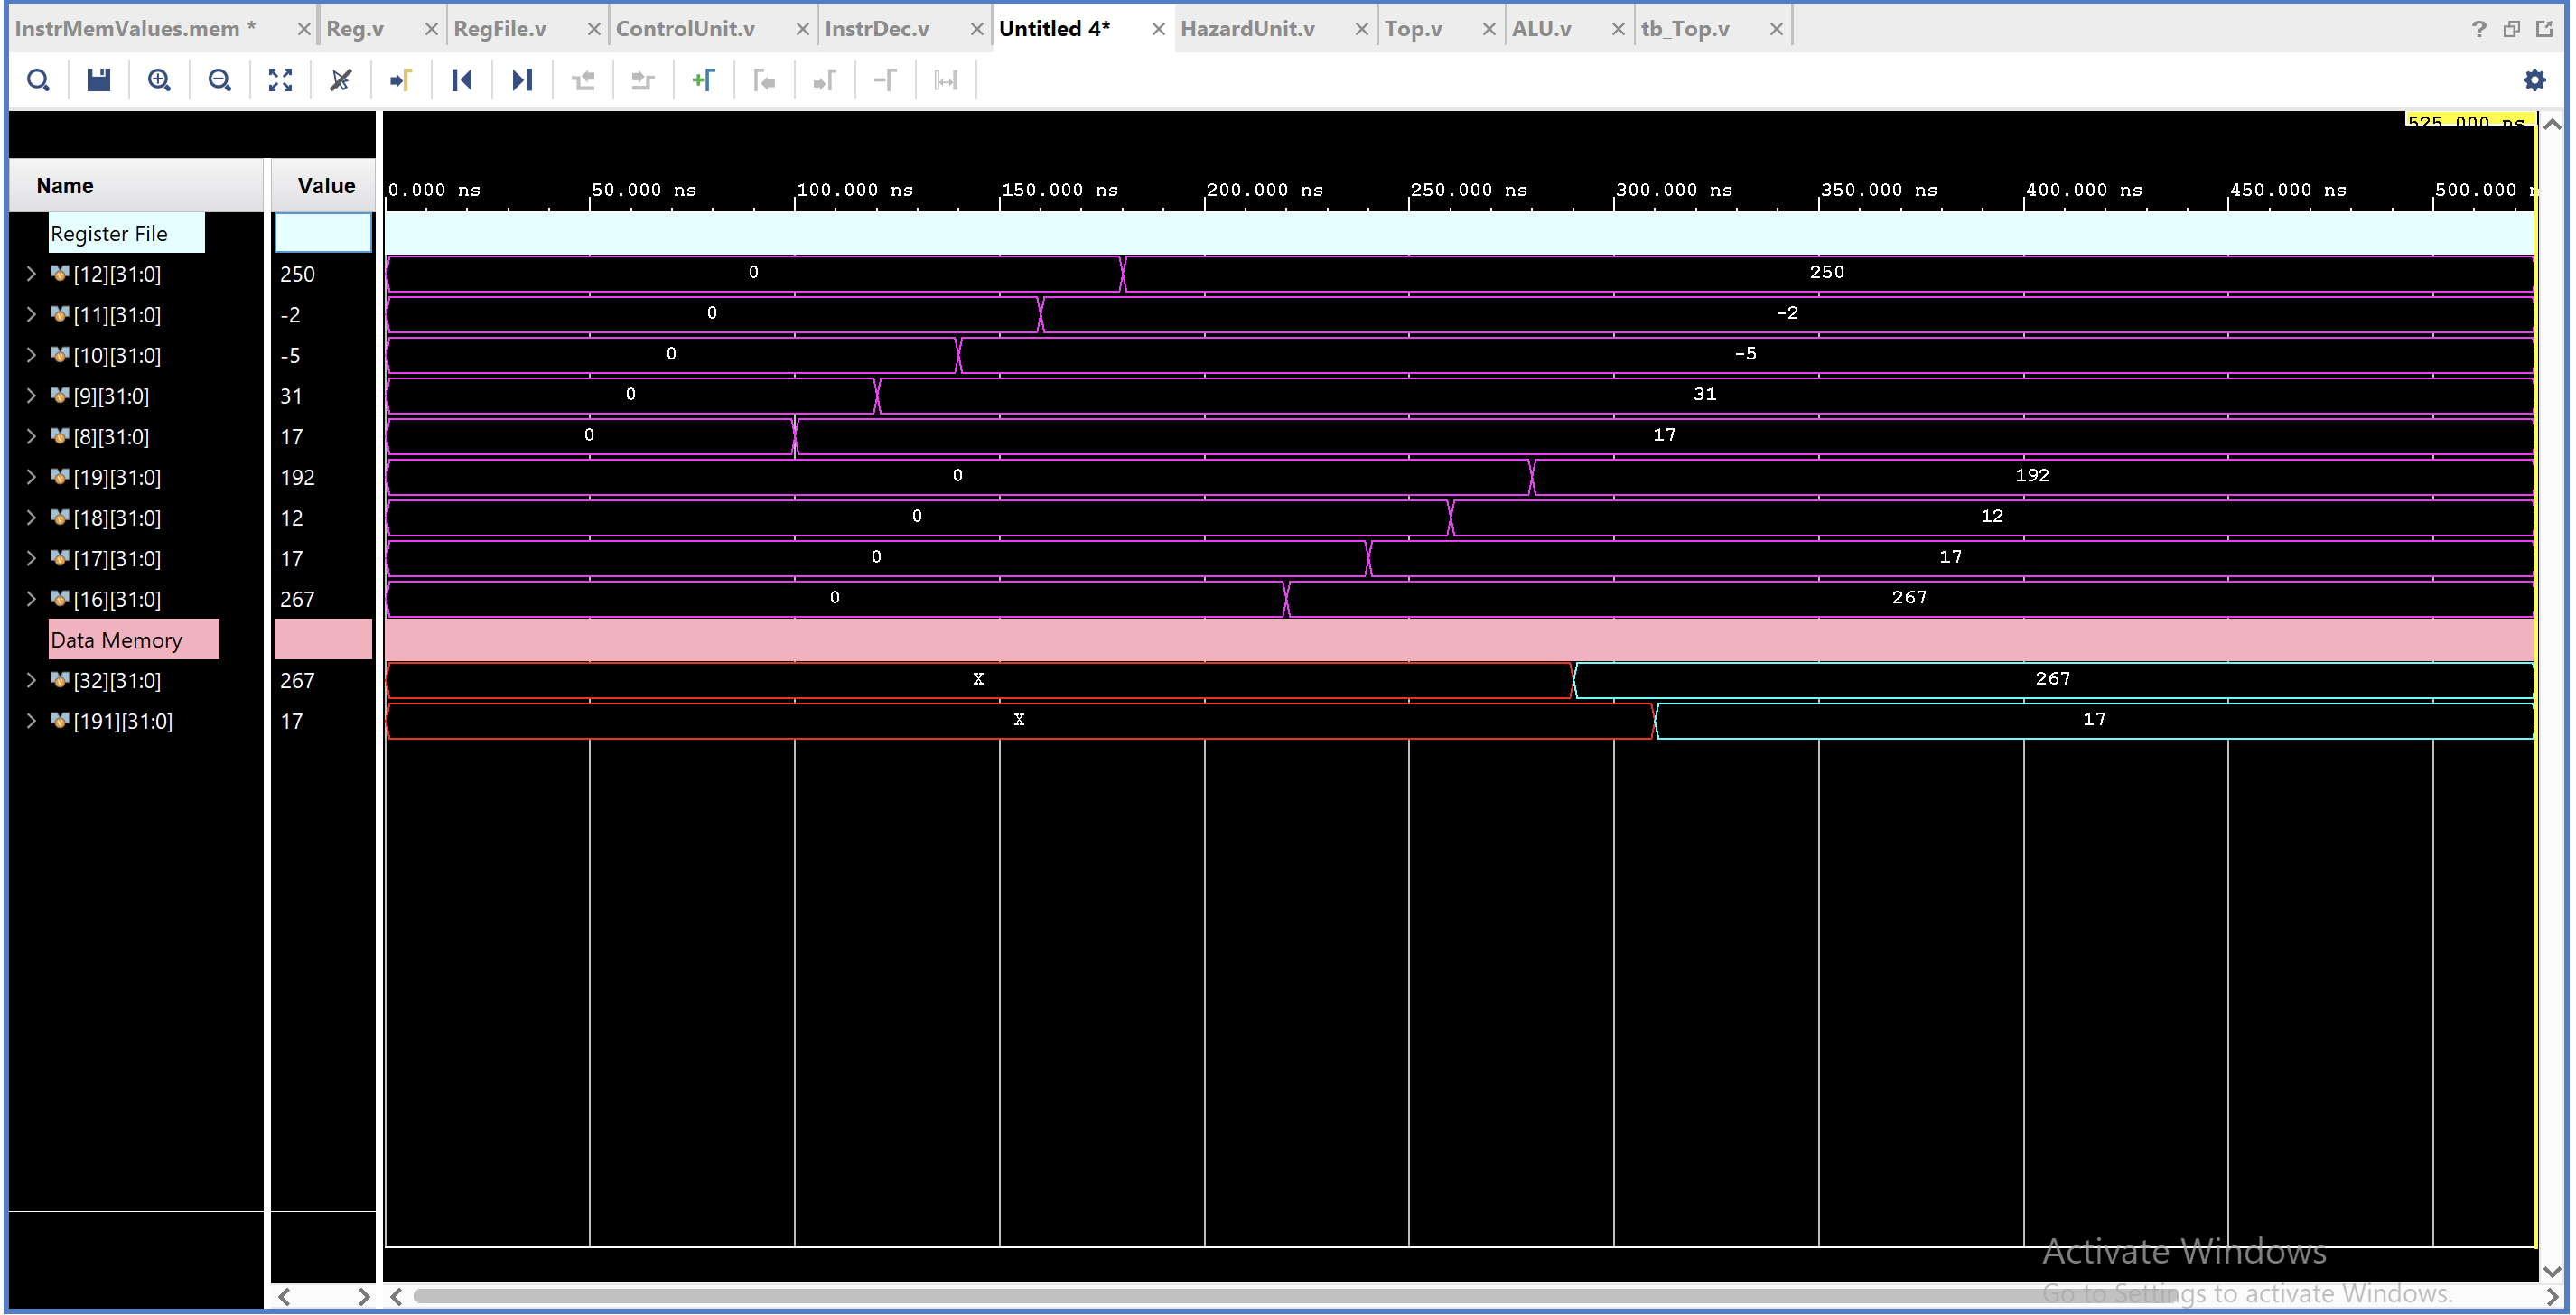 InstrMemValues.mem * Reg.v RegFile.v ControlUnit.v InstrDec.v Untitled 4* HazardUnit.v Top.v ALU.v tb_Top.v
525.000 ns
Name Value 0.000 ns 50.000 ns 100.000 ns 150.000 ns 200.000 ns 250.000 ns 300.000 ns 350.000 ns 400.000 ns 450.000 ns 500.000 n
Register File
[12][31:0] 250 0 250
[11][31:0] -2 0 -2
[10][31:0] -5 0 -5
[9][31:0] 31 0 31
[8][31:0] 17 0 17
[19][31:0] 192 0 192
[18][31:0] 12 0 12
[17][31:0] 17 0 17
[16][31:0] 267 0 267
Data Memory
[32][31:0] 267 X 267
[191][31:0] 17 X 17
Activate Windows
Go to Settings to activate Windows.